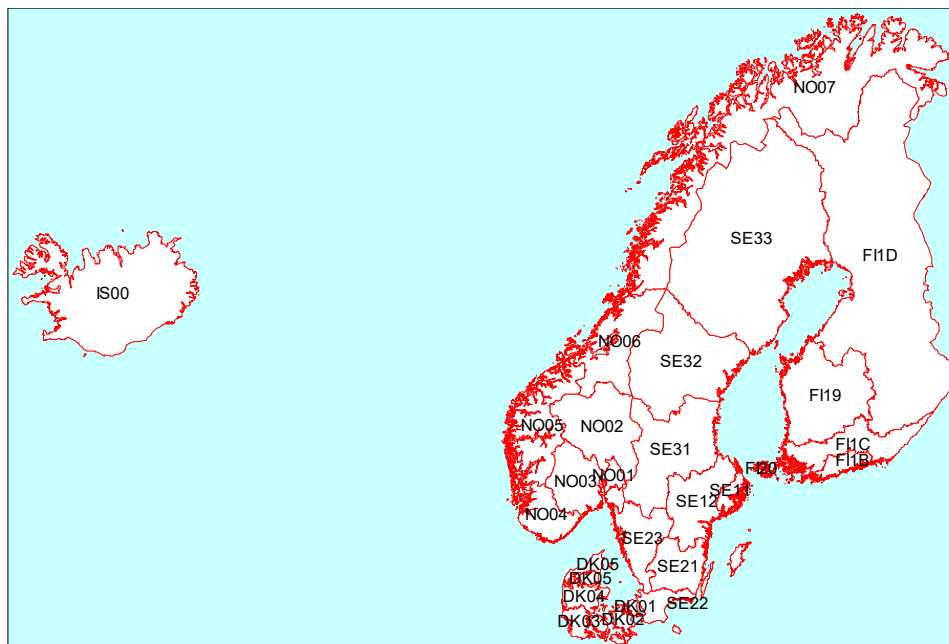 NO07
SE33
FI1D
IS00
NO06
SE32
FI19
NO05
NO02
FI1C
SE31
FI1B
FI20
NO01
NO03
SE11
SE12
NO04
SE23
DK05
SE21
DK05
DK04
SE22
DK01
DK02
DK03